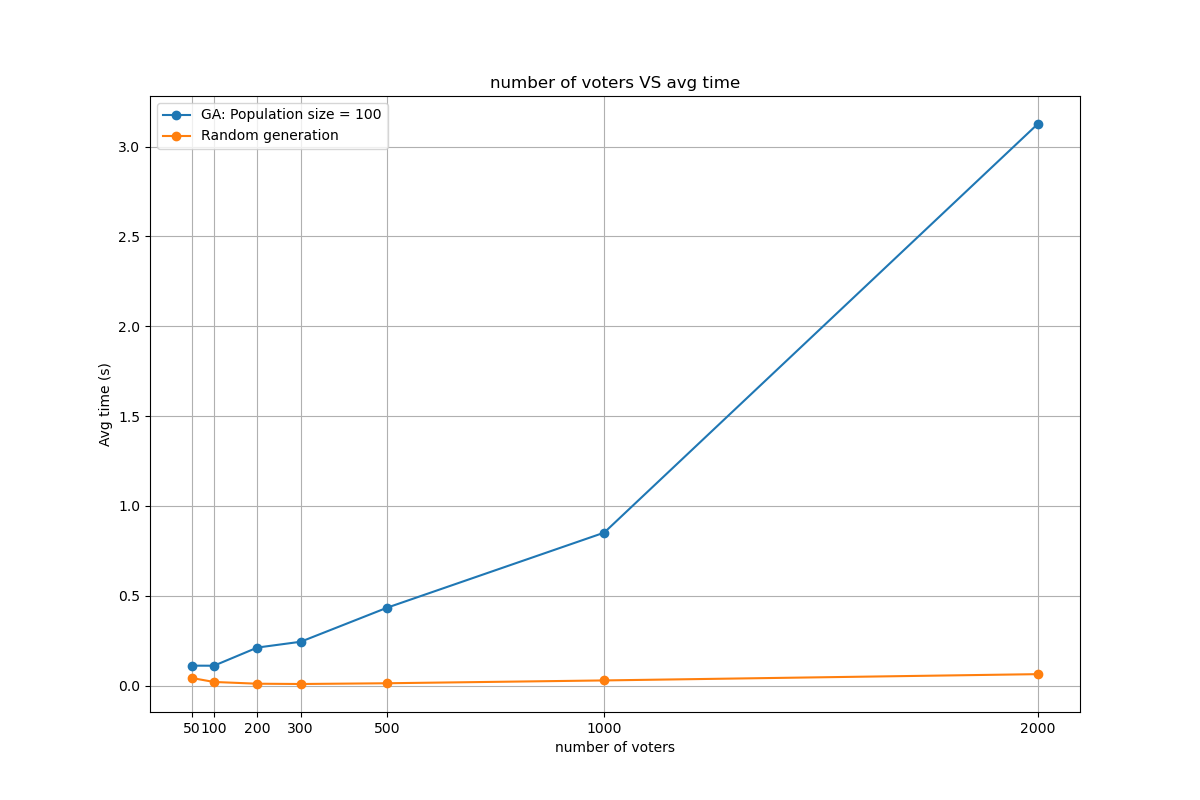 number of voters VS avg time
GA: Population size = 100
Random generation
3.0
2.5
2.0
1.5
1.0
0.5
0.0
Avg time (s)
50 100 200 300 500 1000 2000
number of voters